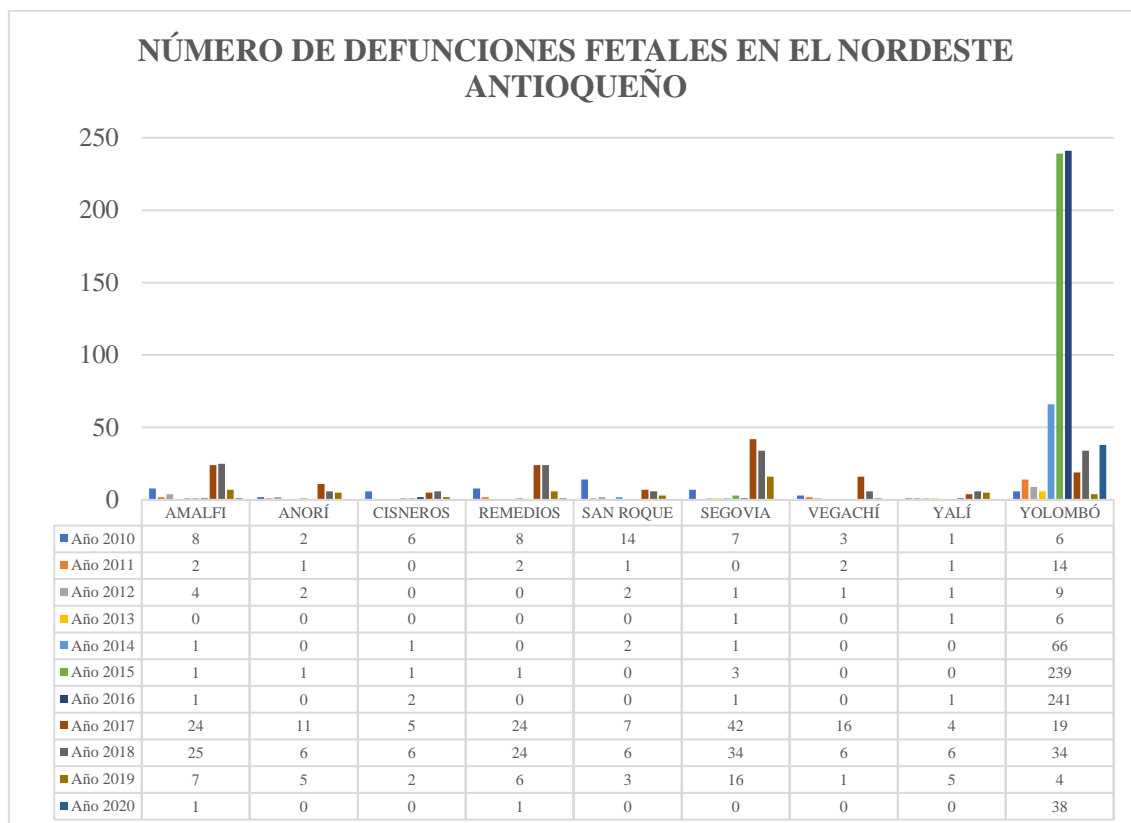 NÚMERO DE DEFUNCIONES FETALES EN EL NORDESTE
ANTIOQUEÑO
250
200
150
100
50
0
AMALFI ANORÍ CISNEROS REMEDIOS SAN ROQUE SEGOVIA VEGACHÍ YALÍ YOLOMBÓ
Año 2010 8 2 6 8 14 7 3 1 6
Año 2011 2 1 0 2 1 0 2 1 14
Año 2012 4 2 0 0 2 1 1 1 9
Año 2013 0 0 0 0 0 1 0 1 6
Año 2014 1 0 1 0 2 1 0 0 66
Año 2015 1 1 1 1 0 3 0 0 239
Año 2016 1 0 2 0 0 1 0 1 241
Año 2017 24 11 5 24 7 42 16 4 19
Año 2018 25 6 6 24 6 34 6 6 34
Año 2019 7 5 2 6 3 16 1 5 4
Año 2020 1 0 0 1 0 0 0 0 38